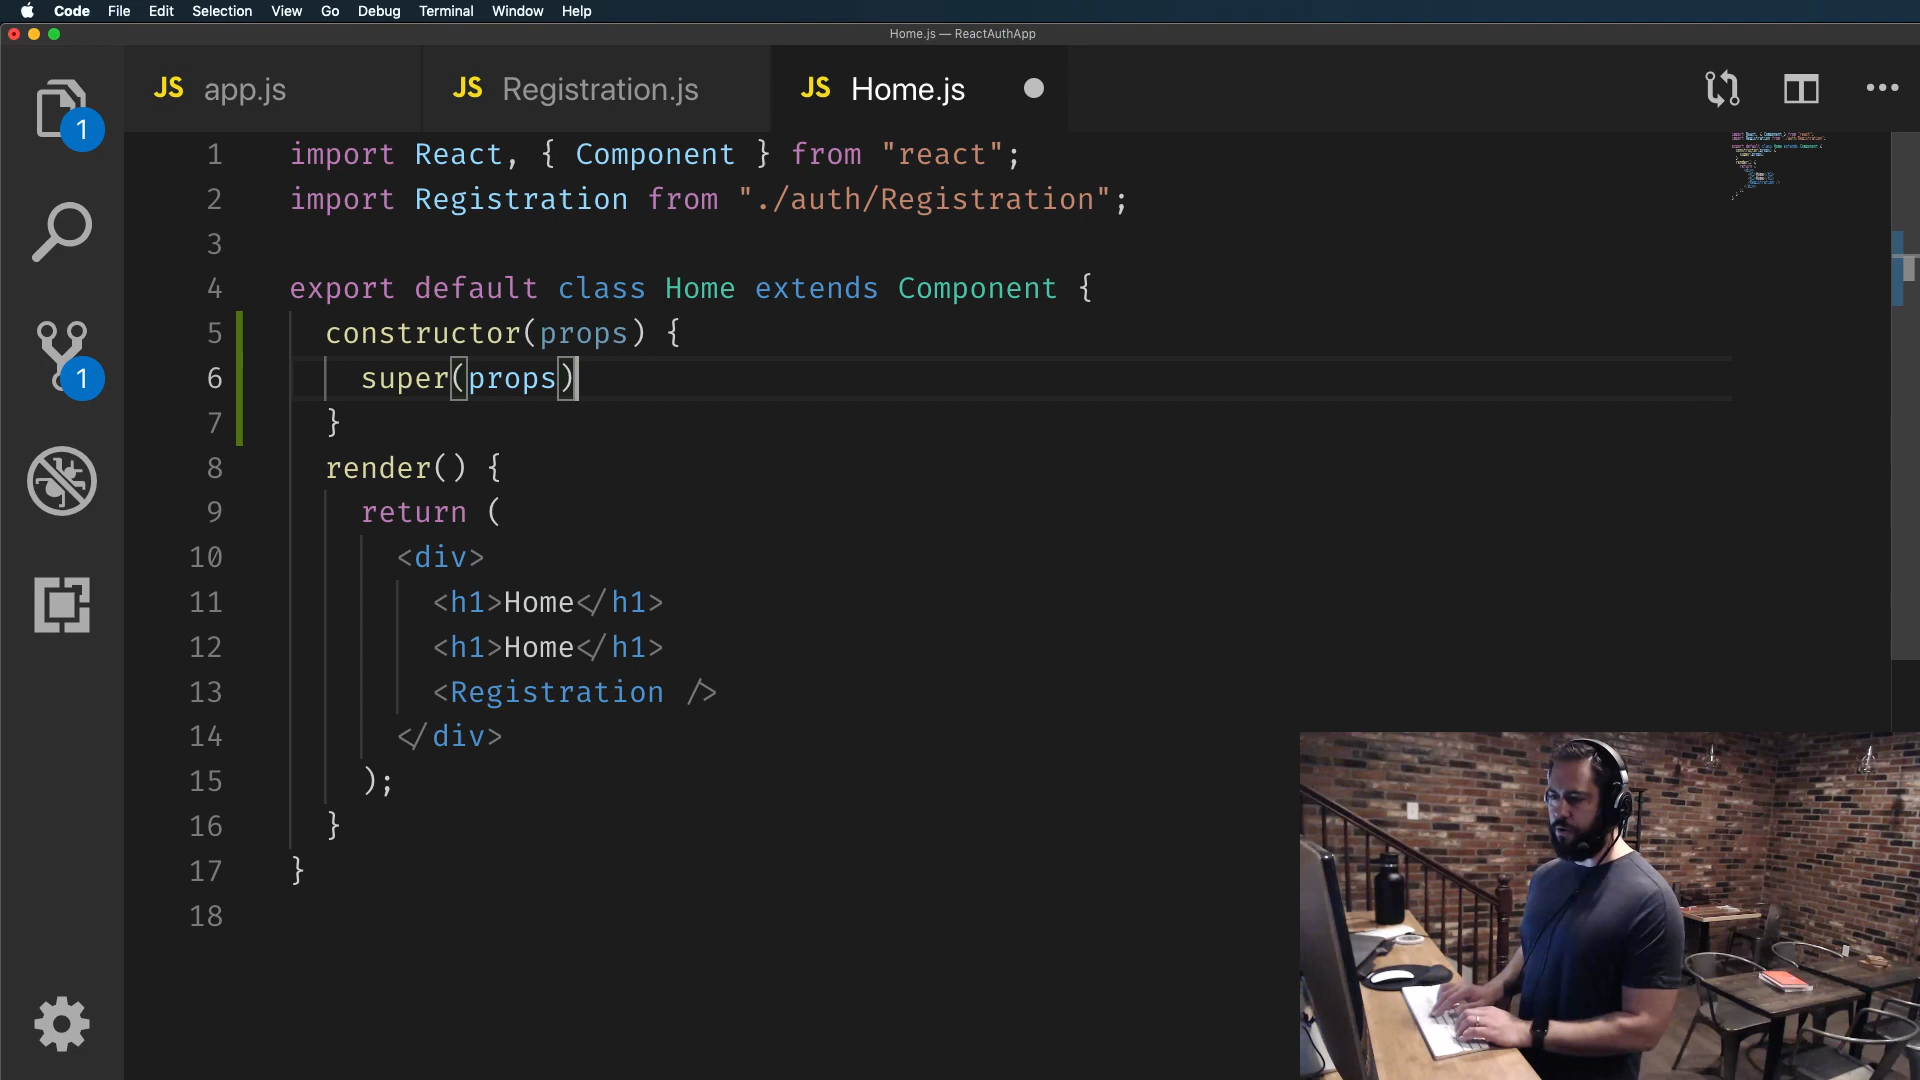 Code File Edit Selection View Go Debug Terminal Window Help
Home.js — ReactAuthApp
JS app.js JS Registration.js JS Home.js
1 import React, { Component } from "react";
2 import Registration from "./auth/Registration";
3
4 export default class Home extends Component {
5 constructor(props) {
6 super(props)
7 }
8 render() {
9 return (
10 <div>
11 <h1>Home</h1>
12 <h1>Home</h1>
13 <Registration />
14 </div>
15 );
16 }
17 }
18
1
1